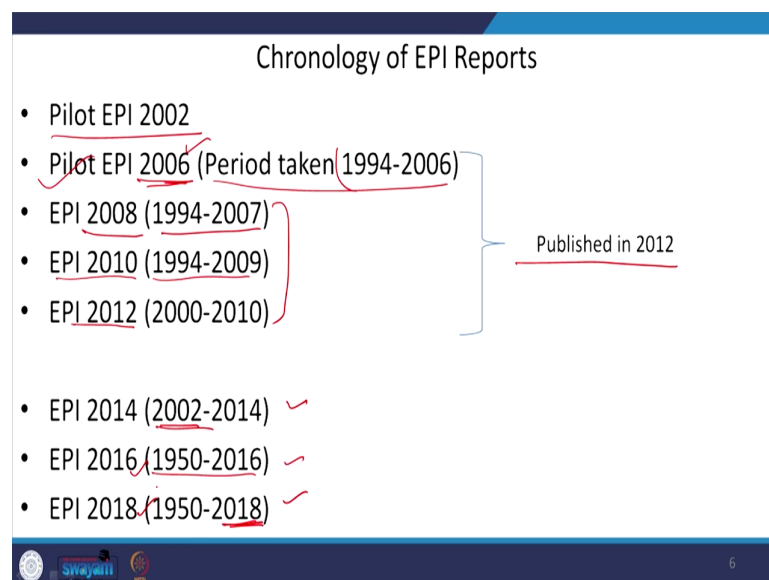 Chronology of EPI Reports
• Pilot EPI 2002
• Pilot EPI 2006 (Period taken 1994-2006)
• EPI 2008 (1994-2007)
• EPI 2010 (1994-2009)
• EPI 2012 (2000-2010)
Published in 2012
• EPI 2014 (2002-2014)
• EPI 2016 (1950-2016)
• EPI 2018 (1950-2018)
swayam
6